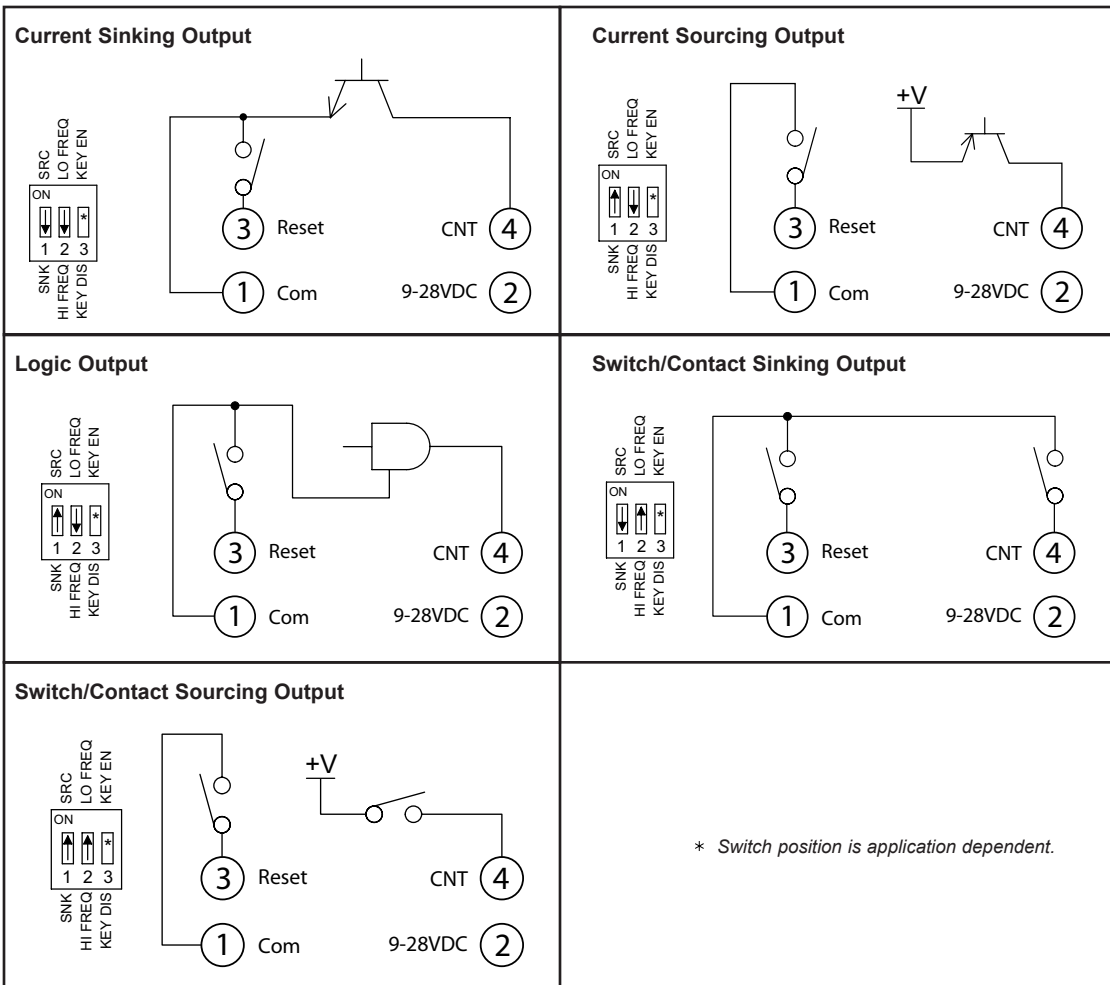 Current Sinking Output
SRC
LO FREQ
KEY EN
ON
*
1 2 3
SNK
HI FREQ
KEY DIS
3 Reset
CNT 4
1 Com
9-28VDC 2
Current Sourcing Output
SRC
LO FREQ
KEY EN
ON
*
1 2 3
SNK
HI FREQ
KEY DIS
+V
3 Reset
CNT 4
1 Com
9-28VDC 2
Logic Output
SRC
LO FREQ
KEY EN
ON
*
1 2 3
SNK
HI FREQ
KEY DIS
3 Reset
CNT 4
1 Com
9-28VDC 2
Switch/Contact Sinking Output
SRC
LO FREQ
KEY EN
ON
*
1 2 3
SNK
HI FREQ
KEY DIS
3 Reset
CNT 4
1 Com
9-28VDC 2
Switch/Contact Sourcing Output
SRC
LO FREQ
KEY EN
ON
*
1 2 3
SNK
HI FREQ
KEY DIS
+V
3 Reset
CNT 4
1 Com
9-28VDC 2
* Switch position is application dependent.